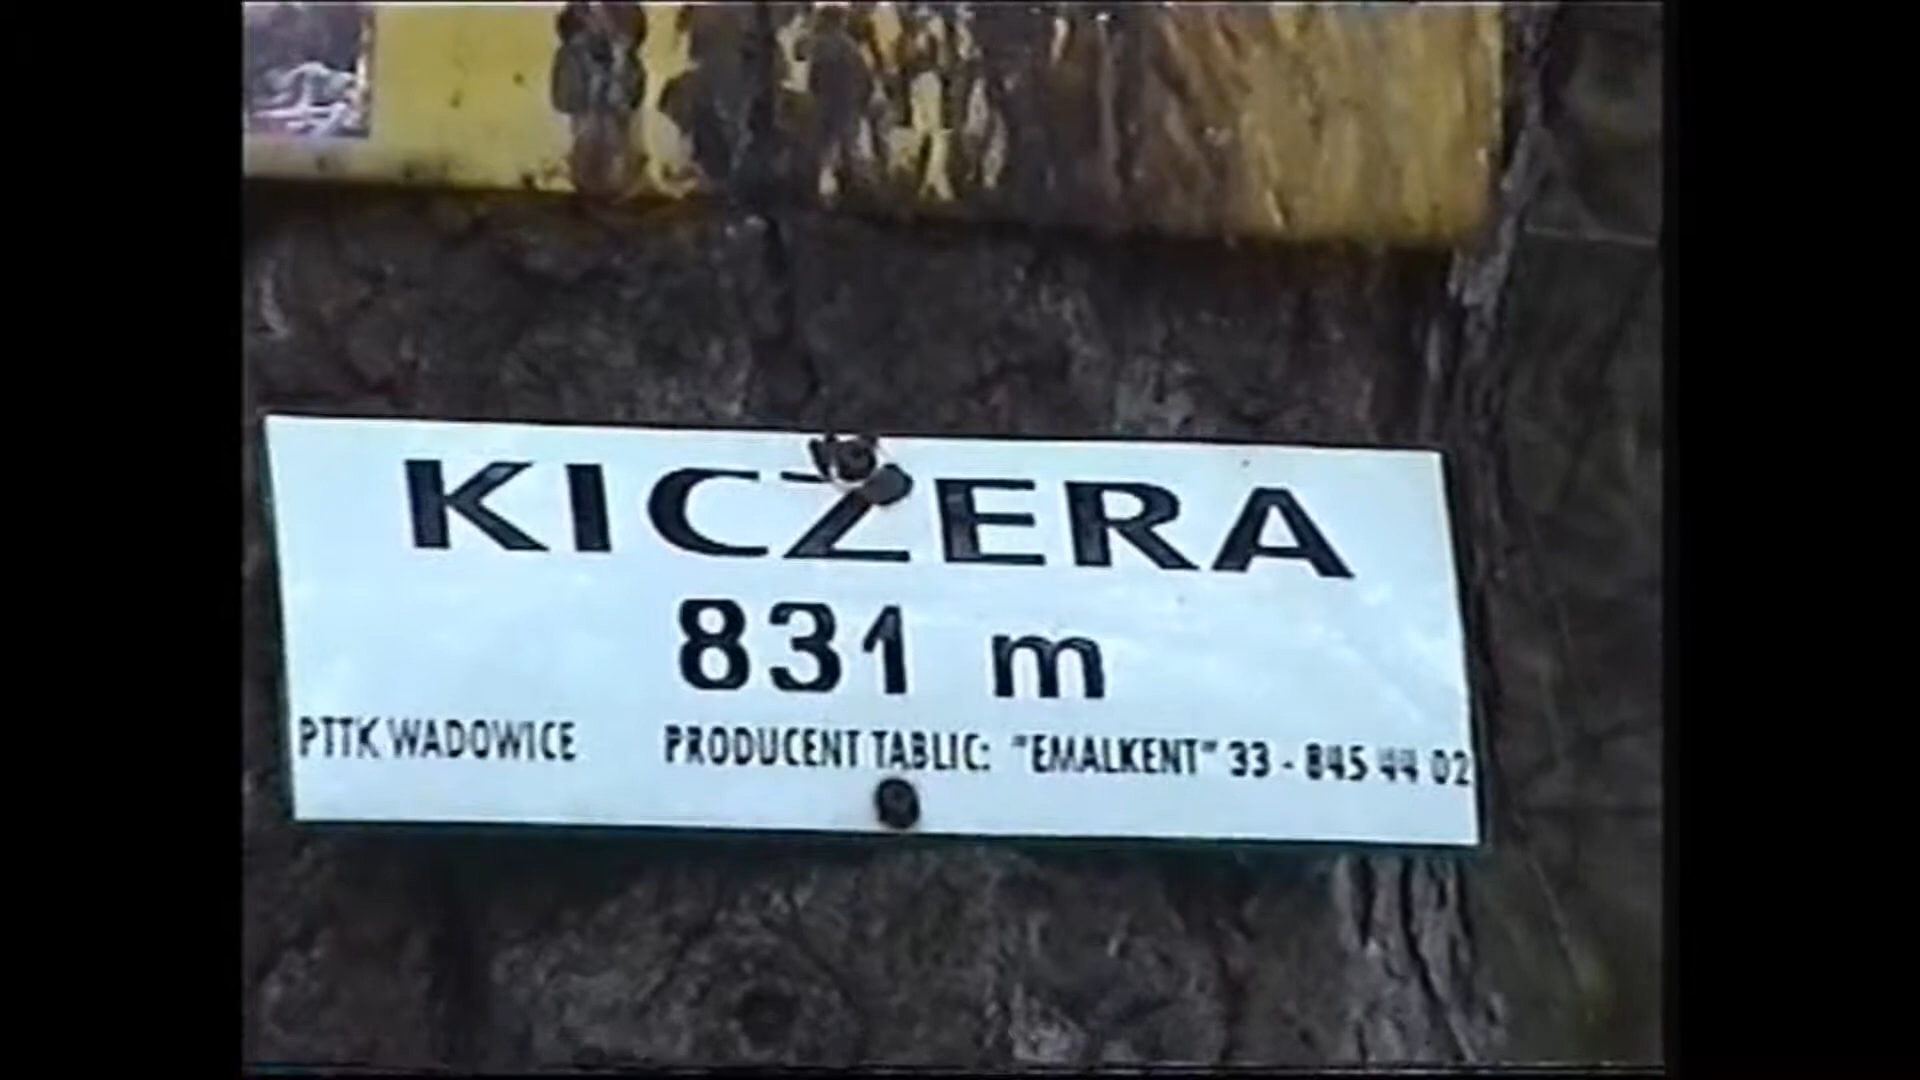 KICZERA
831 m
PTTK WADOWICE PRODUCENT TABLIC: "EMALKENT" 33 - 845 44 02